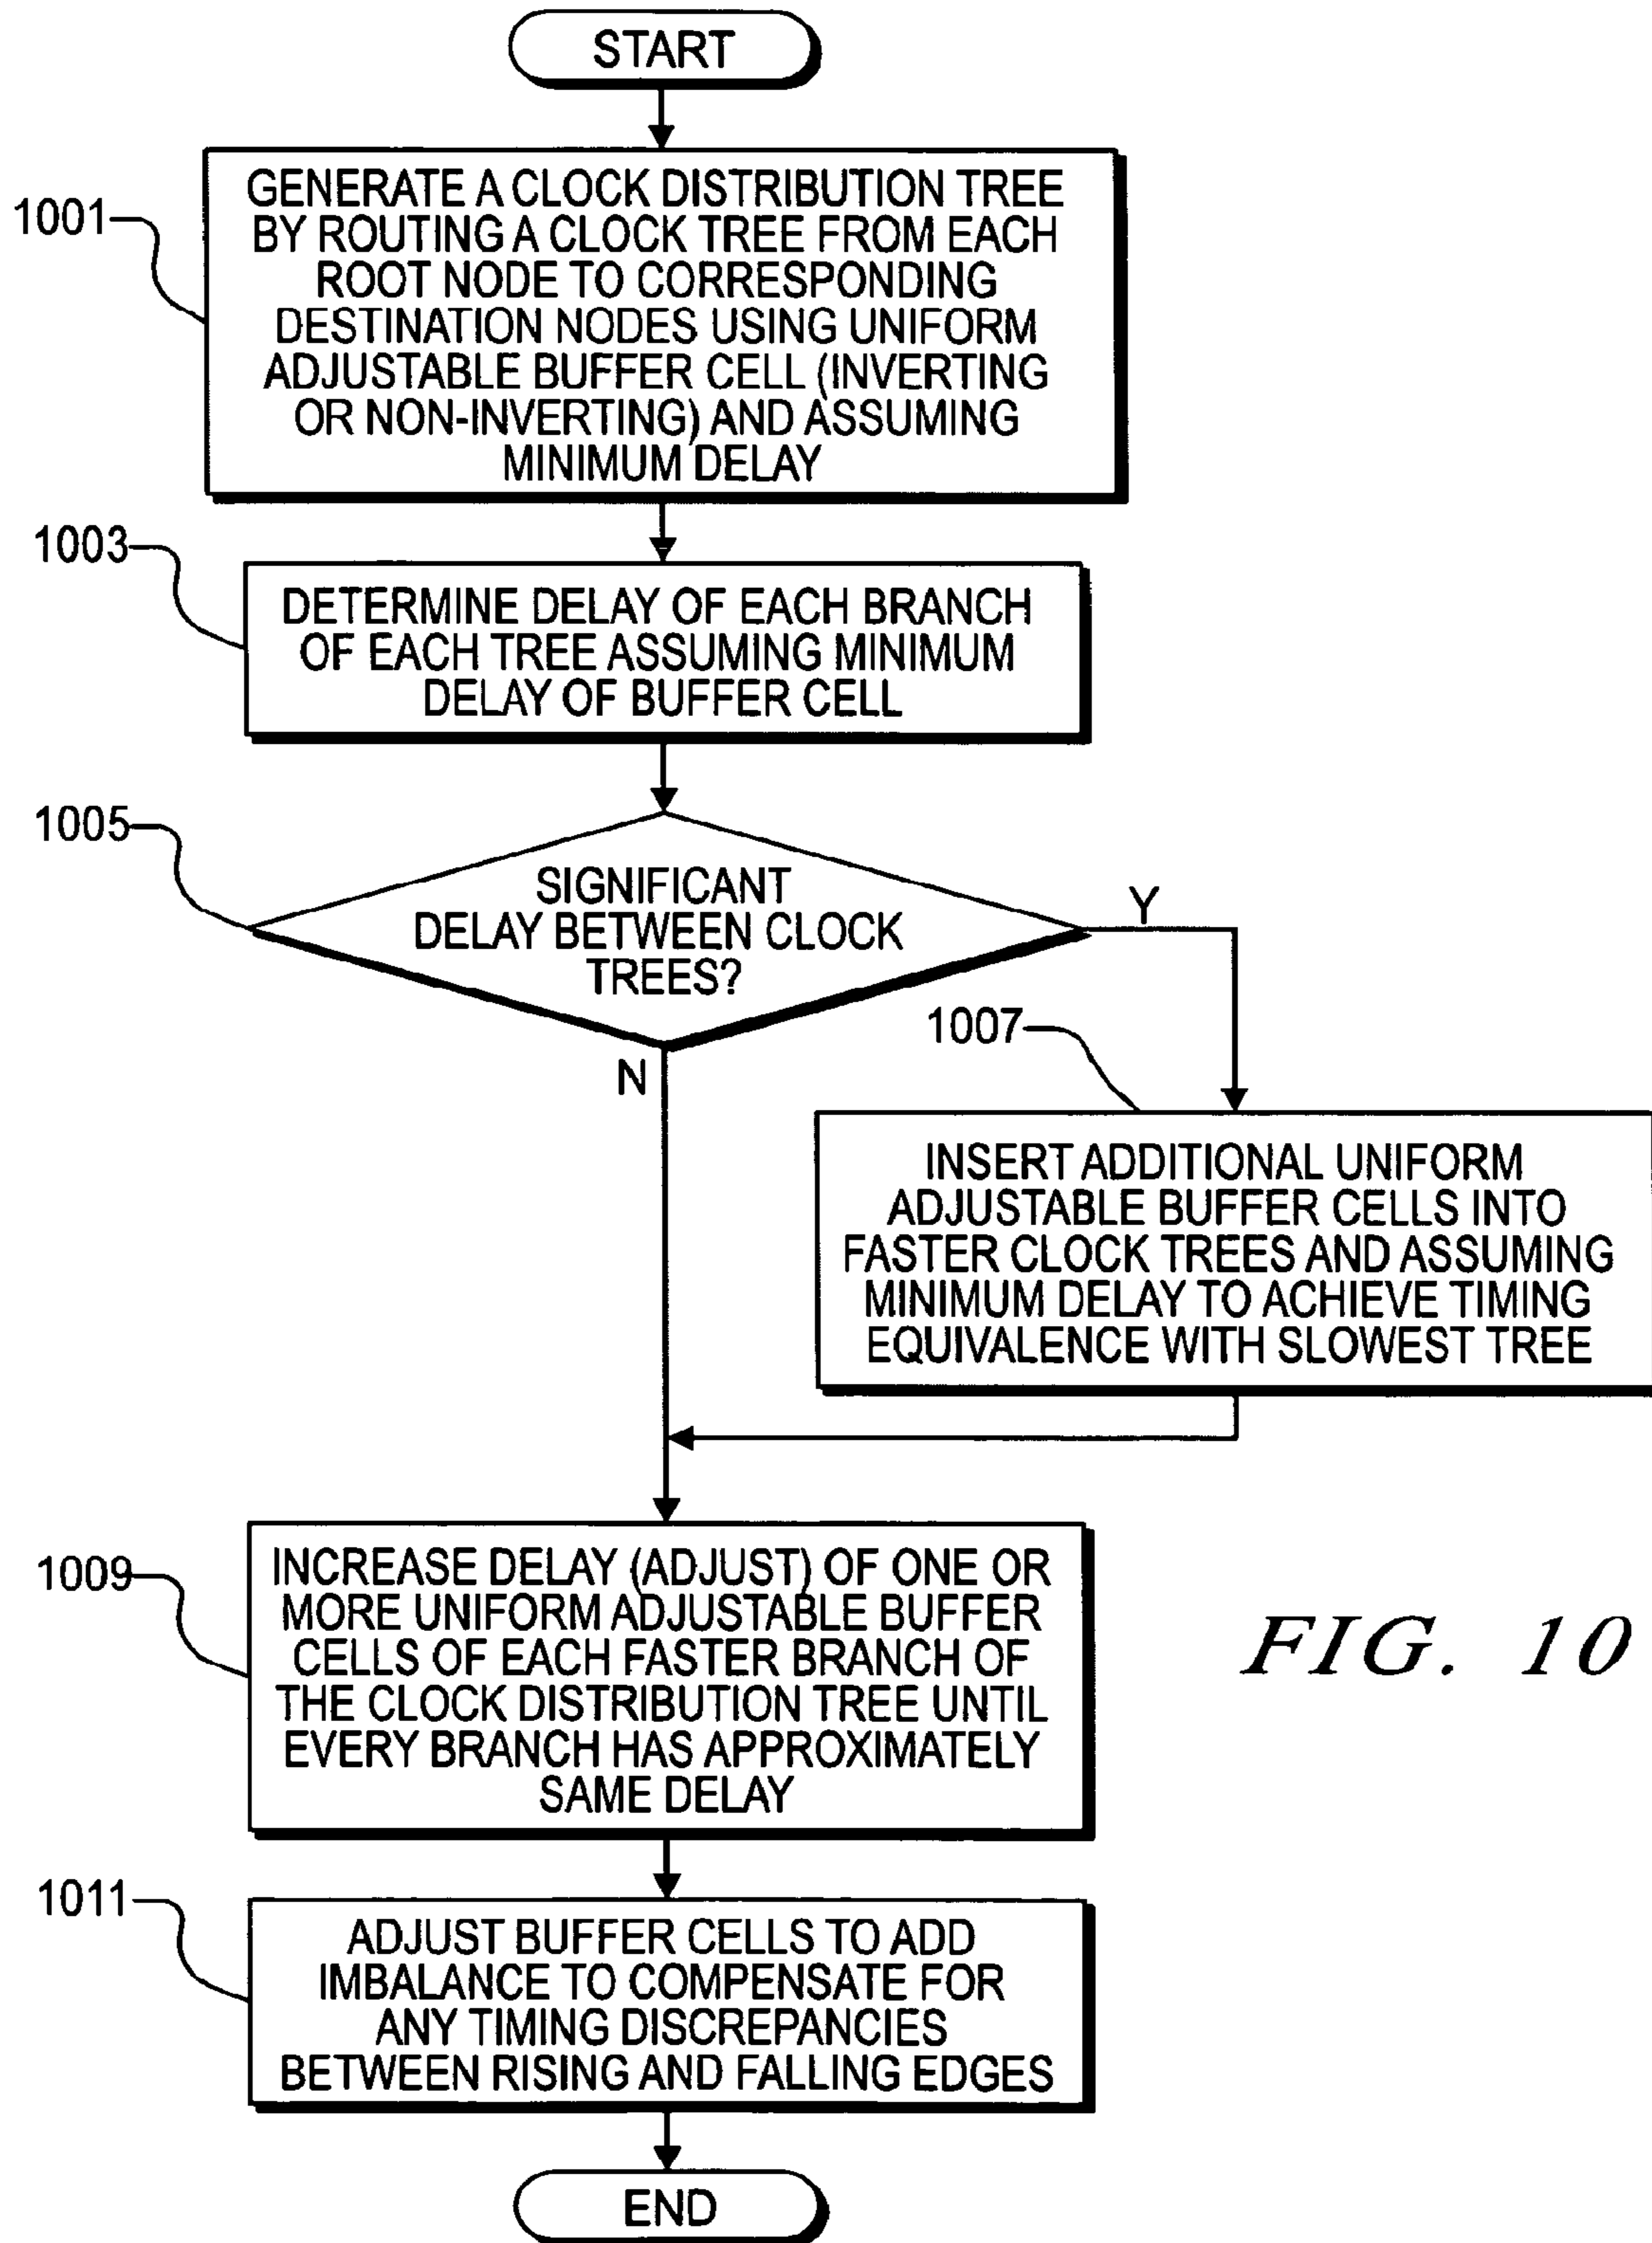 START
1001
GENERATE A CLOCK DISTRIBUTION TREE
BY ROUTING A CLOCK TREE FROM EACH
ROOT NODE TO CORRESPONDING
DESTINATION NODES USING UNIFORM
ADJUSTABLE BUFFER CELL (INVERTING
OR NON-INVERTING) AND ASSUMING
MINIMUM DELAY
1003
DETERMINE DELAY OF EACH BRANCH
OF EACH TREE ASSUMING MINIMUM
DELAY OF BUFFER CELL
1005
SIGNIFICANT
DELAY BETWEEN CLOCK
TREES?
Y
N
1007
INSERT ADDITIONAL UNIFORM
ADJUSTABLE BUFFER CELLS INTO
FASTER CLOCK TREES AND ASSUMING
MINIMUM DELAY TO ACHIEVE TIMING
EQUIVALENCE WITH SLOWEST TREE
1009
INCREASE DELAY (ADJUST) OF ONE OR
MORE UNIFORM ADJUSTABLE BUFFER
CELLS OF EACH FASTER BRANCH OF
THE CLOCK DISTRIBUTION TREE UNTIL
EVERY BRANCH HAS APPROXIMATELY
SAME DELAY
FIG. 10
1011
ADJUST BUFFER CELLS TO ADD
IMBALANCE TO COMPENSATE FOR
ANY TIMING DISCREPANCIES
BETWEEN RISING AND FALLING EDGES
END